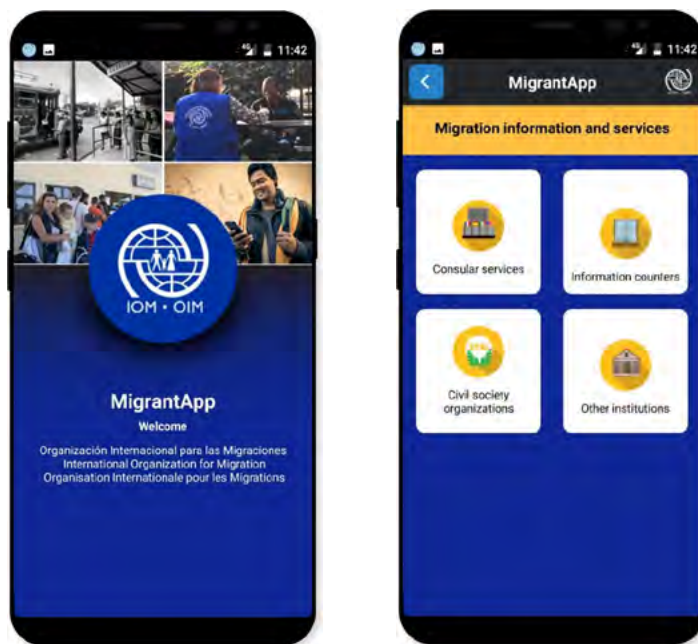 11:42
IOM • OIM
MigrantApp
Welcome
Organización Internacional para las Migraciones
International Organization for Migration
Organisation Internationale pour les Migrations
11:42
MigrantApp
Migration information and services
Consular services
Information counters
Civil society
organizations
Other institutions